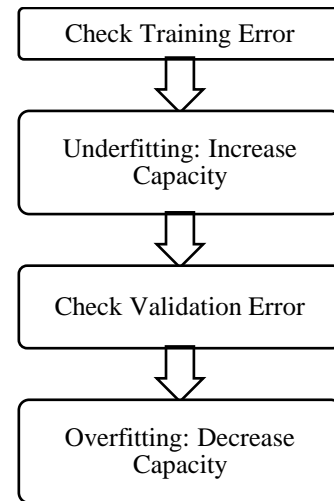 Check Training Error
Underfitting: Increase
Capacity
Check Validation Error
Overfitting: Decrease
Capacity